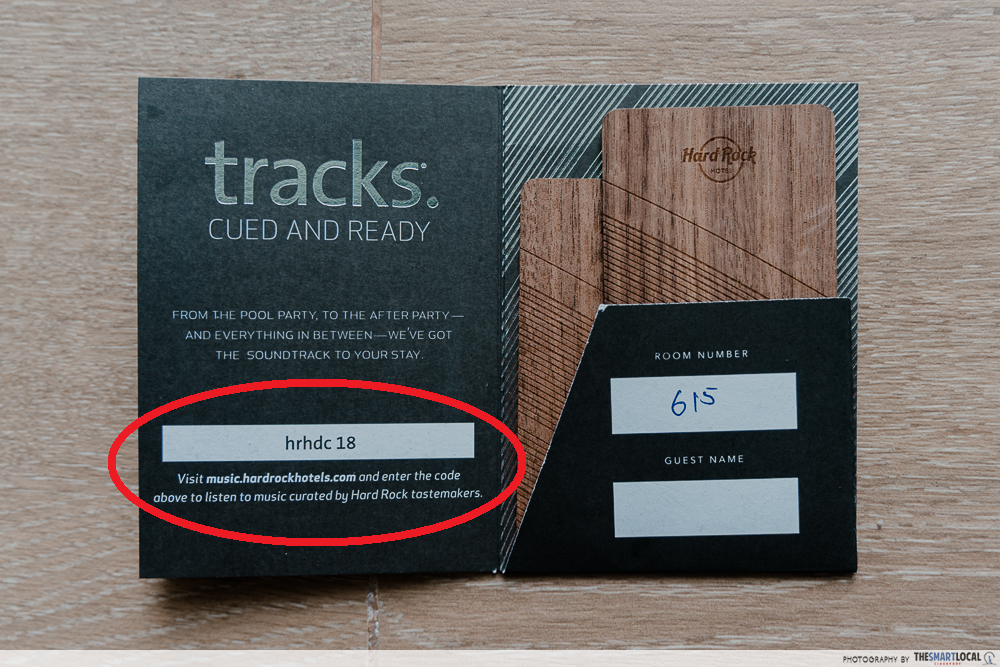 tracks.
CUED AND READY
FROM THE POOL PARTY, TO THE AFTER PARTY—
AND EVERYTHING IN BETWEEN—WE'VE GOT
THE SOUNDTRACK TO YOUR STAY.
hrhdc 18
Visit music.hardrockhotels.com and enter the code
above to listen to music curated by Hard Rock tastemakers.
Hard Rock
HOTEL
ROOM NUMBER
615
GUEST NAME
PHOTOGRAPHY BY THESMARTLOCAL
SINGAPORE